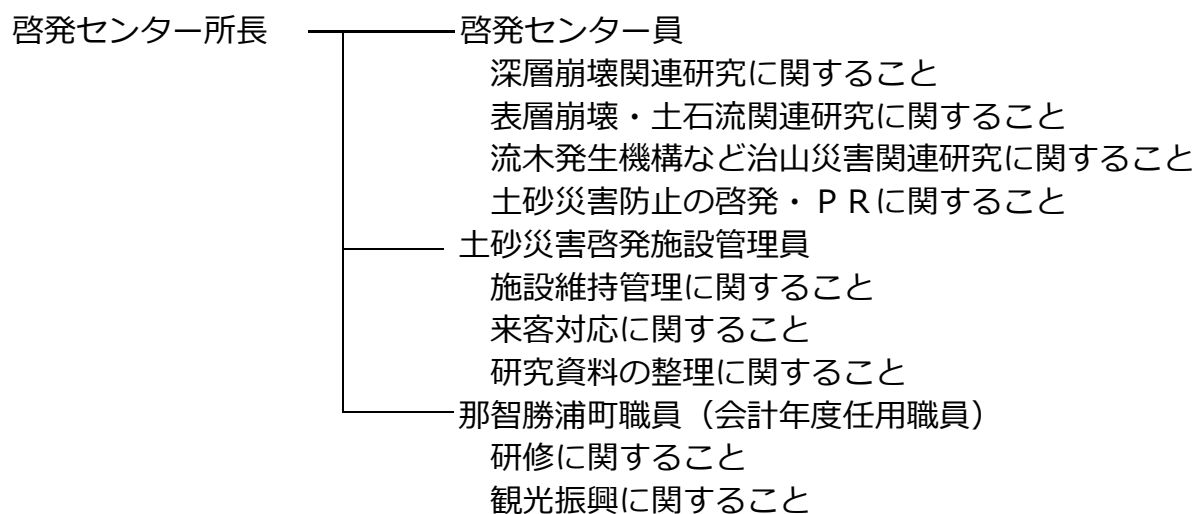 啓発センター所長 啓発センター員
深層崩壊関連研究に関すること
表層崩壊・土石流関連研究に関すること
流木発生機構など治山災害関連研究に関すること
土砂災害防止の啓発・ＰＲに関すること
土砂災害啓発施設管理員
施設維持管理に関すること
来客対応に関すること
研究資料の整理に関すること
那智勝浦町職員（会計年度任用職員）
研修に関すること
観光振興に関すること